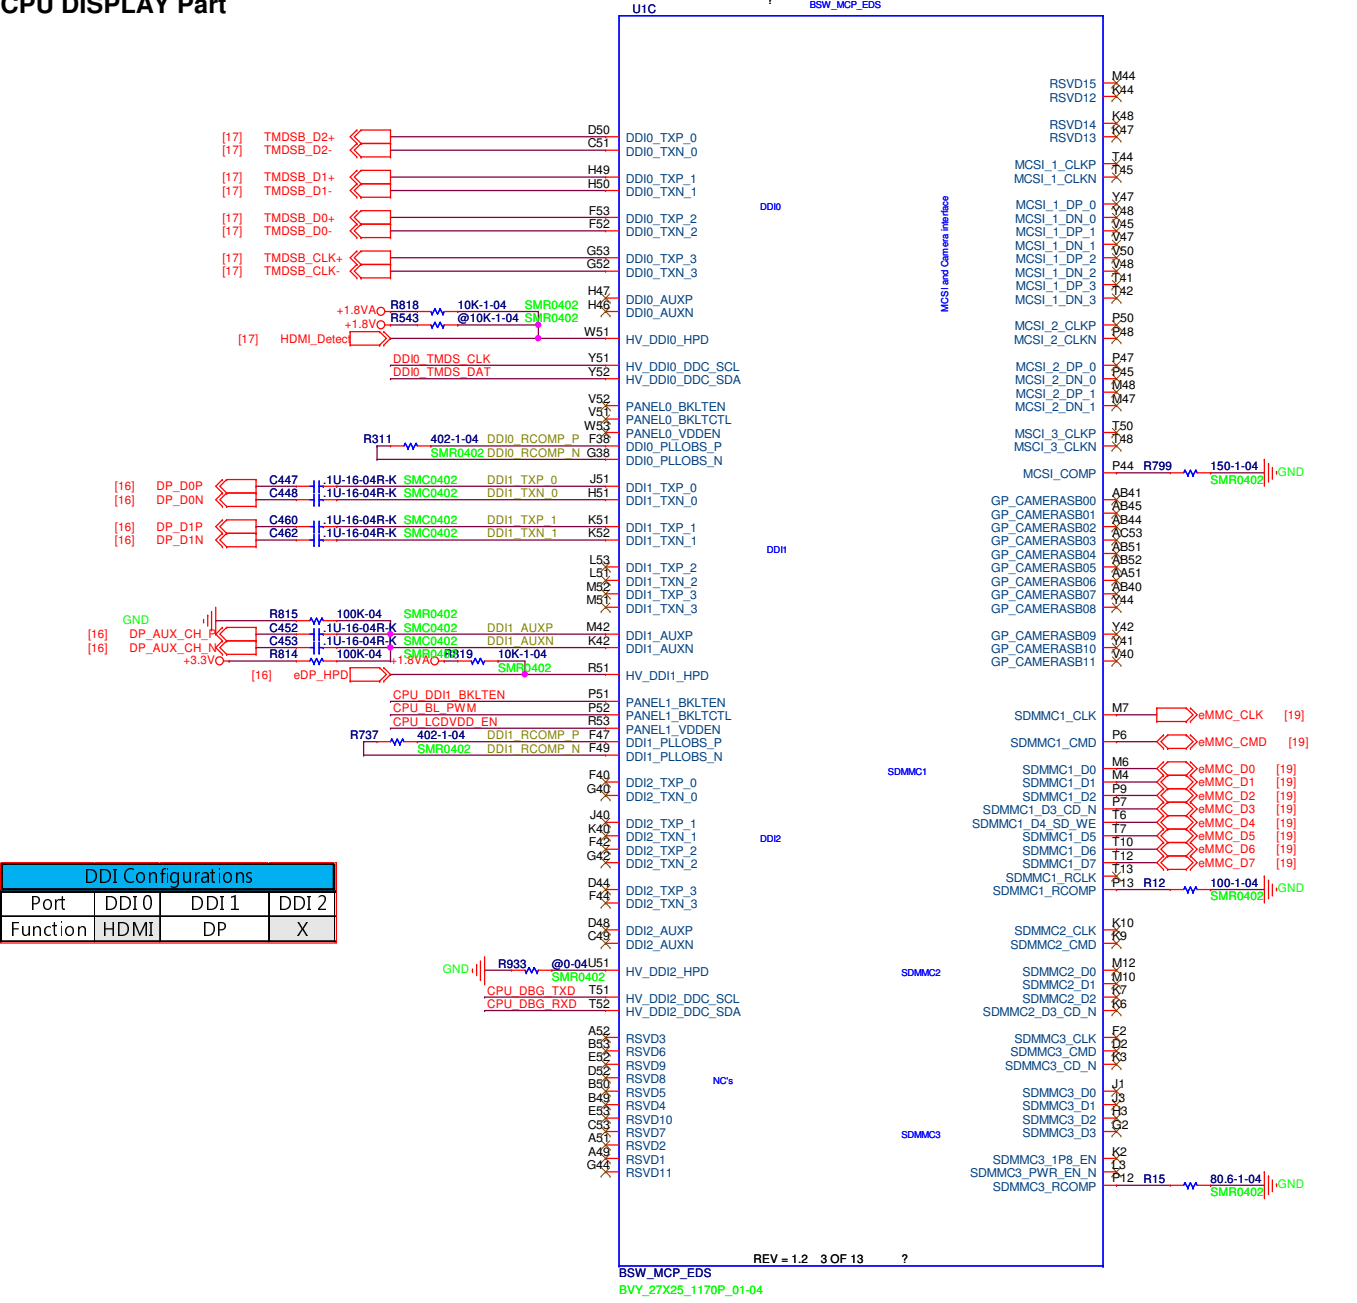 CPU DISPLAY Part
U1C
?
BSW_MCP_EDS
[17] TMDSB_D2+ D50 DDI0_TXP_0
[17] TMDSB_D2- C51 DDI0_TXN_0
[17] TMDSB_D1+ H49 DDI0_TXP_1
[17] TMDSB_D1- H50 DDI0_TXN_1
[17] TMDSB_D0+ F53 DDI0_TXP_2
[17] TMDSB_D0- F52 DDI0_TXN_2
[17] TMDSB_CLK+ G53 DDI0_TXP_3
[17] TMDSB_CLK- G52 DDI0_TXN_3
DDI0
H47 DDI0_AUXP
H46 DDI0_AUXN
+1.8VA R818 10K-1-04 SMR0402
+1.8V R543 @10K-1-04 SMR0402
[17] HDMI_Detect W51 HV_DDI0_HPD
DDI0_TMDS_CLK Y51 HV_DDI0_DDC_SCL
DDI0_TMDS_DAT Y52 HV_DDI0_DDC_SDA
V52 PANEL0_BKLTEN
V51 PANEL0_BKLTCTL
W53 PANEL0_VDDEN
R311 402-1-04 DDI0_RCOMP_P F38 DDI0_PLLOBS_P
SMR0402 DDI0_RCOMP_N G38 DDI0_PLLOBS_N
[16] DP_D0P C447 .1U-16-04R-K SMC0402 DDI1_TXP_0 J51 DDI1_TXP_0
[16] DP_D0N C448 .1U-16-04R-K SMC0402 DDI1_TXN_0 H51 DDI1_TXN_0
[16] DP_D1P C460 .1U-16-04R-K SMC0402 DDI1_TXP_1 K51 DDI1_TXP_1
[16] DP_D1N C462 .1U-16-04R-K SMC0402 DDI1_TXN_1 K52 DDI1_TXN_1
DDI1
L53 DDI1_TXP_2
L51 DDI1_TXN_2
M52 DDI1_TXP_3
M51 DDI1_TXN_3
GND R815 100K-04 SMR0402
[16] DP_AUX_CH_P C452 .1U-16-04R-K SMC0402 DDI1_AUXP M42 DDI1_AUXP
[16] DP_AUX_CH_N C453 .1U-16-04R-K SMC0402 DDI1_AUXN K42 DDI1_AUXN
+3.3V R814 100K-04 SMR0402
+1.8VA R819 10K-1-04 SMR0402
[16] eDP_HPD R51 HV_DDI1_HPD
CPU_DDI1_BKLTEN P51 PANEL1_BKLTEN
CPU_BL_PWM P52 PANEL1_BKLTCTL
CPU_LCDVDD_EN R53 PANEL1_VDDEN
R737 402-1-04 DDI1_RCOMP_P F47 DDI1_PLLOBS_P
SMR0402 DDI1_RCOMP_N F49 DDI1_PLLOBS_N
F40 DDI2_TXP_0
G40 DDI2_TXN_0
J40 DDI2_TXP_1
K40 DDI2_TXN_1
F42 DDI2_TXP_2
G42 DDI2_TXN_2
DDI2
D44 DDI2_TXP_3
F44 DDI2_TXN_3
D48 DDI2_AUXP
C49 DDI2_AUXN
GND R933 @0-04 SMR0402 U51 HV_DDI2_HPD
CPU_DBG_TXD T51 HV_DDI2_DDC_SCL
CPU_DBG_RXD T52 HV_DDI2_DDC_SDA
A52 RSVD3
B53 RSVD6
E52 RSVD9
D52 RSVD8
B50 RSVD5
B49 RSVD4
E53 RSVD10
C53 RSVD7
A51 RSVD2
A49 RSVD1
G44 RSVD11
NC's
RSVD15 M44
RSVD12 K44
RSVD14 K48
RSVD13 K47
MCSI_1_CLKP T44
MCSI_1_CLKN T45
MCSI_1_DP_0 Y47
MCSI_1_DN_0 Y48
MCSI_1_DP_1 V45
MCSI_1_DN_1 V47
MCSI_1_DP_2 V50
MCSI_1_DN_2 V48
MCSI_1_DP_3 T41
MCSI_1_DN_3 T42
MCSI and Camera interface
MCSI_2_CLKP P50
MCSI_2_CLKN P48
MCSI_2_DP_0 P47
MCSI_2_DN_0 P45
MCSI_2_DP_1 M48
MCSI_2_DN_1 M47
MSCI_3_CLKP T50
MSCI_3_CLKN T48
MCSI_COMP P44 R799 150-1-04 SMR0402 GND
GP_CAMERASB00 AB41
GP_CAMERASB01 AB45
GP_CAMERASB02 AB44
GP_CAMERASB03 AC53
GP_CAMERASB04 AB51
GP_CAMERASB05 AB52
GP_CAMERASB06 AA51
GP_CAMERASB07 AB40
GP_CAMERASB08 Y44
GP_CAMERASB09 Y42
GP_CAMERASB10 Y41
GP_CAMERASB11 V40
SDMMC1_CLK M7 eMMC_CLK [19]
SDMMC1_CMD P6 eMMC_CMD [19]
SDMMC1
SDMMC1_D0 M6 eMMC_D0 [19]
SDMMC1_D1 M4 eMMC_D1 [19]
SDMMC1_D2 P9 eMMC_D2 [19]
SDMMC1_D3_CD_N P7 eMMC_D3 [19]
SDMMC1_D4_SD_WE T6 eMMC_D4 [19]
SDMMC1_D5 T7 eMMC_D5 [19]
SDMMC1_D6 T10 eMMC_D6 [19]
SDMMC1_D7 T12 eMMC_D7 [19]
SDMMC1_RCLK T13
SDMMC1_RCOMP P13 R12 100-1-04 SMR0402 GND
SDMMC2_CLK K10
SDMMC2_CMD K9
SDMMC2
SDMMC2_D0 M12
SDMMC2_D1 M10
SDMMC2_D2 K7
SDMMC2_D3_CD_N K6
SDMMC3_CLK F2
SDMMC3_CMD D2
SDMMC3_CD_N K3
SDMMC3_D0 J1
SDMMC3_D1 J3
SDMMC3_D2 H3
SDMMC3_D3 G2
SDMMC3
SDMMC3_1P8_EN K2
SDMMC3_PWR_EN_N L3
SDMMC3_RCOMP P12 R15 80.6-1-04 SMR0402 GND
DDI Configurations
Port DDI 0 DDI 1 DDI 2
Function HDMI DP X
REV = 1.2 3 OF 13 ?
BSW_MCP_EDS
BVY_27X25_1170P_01-04